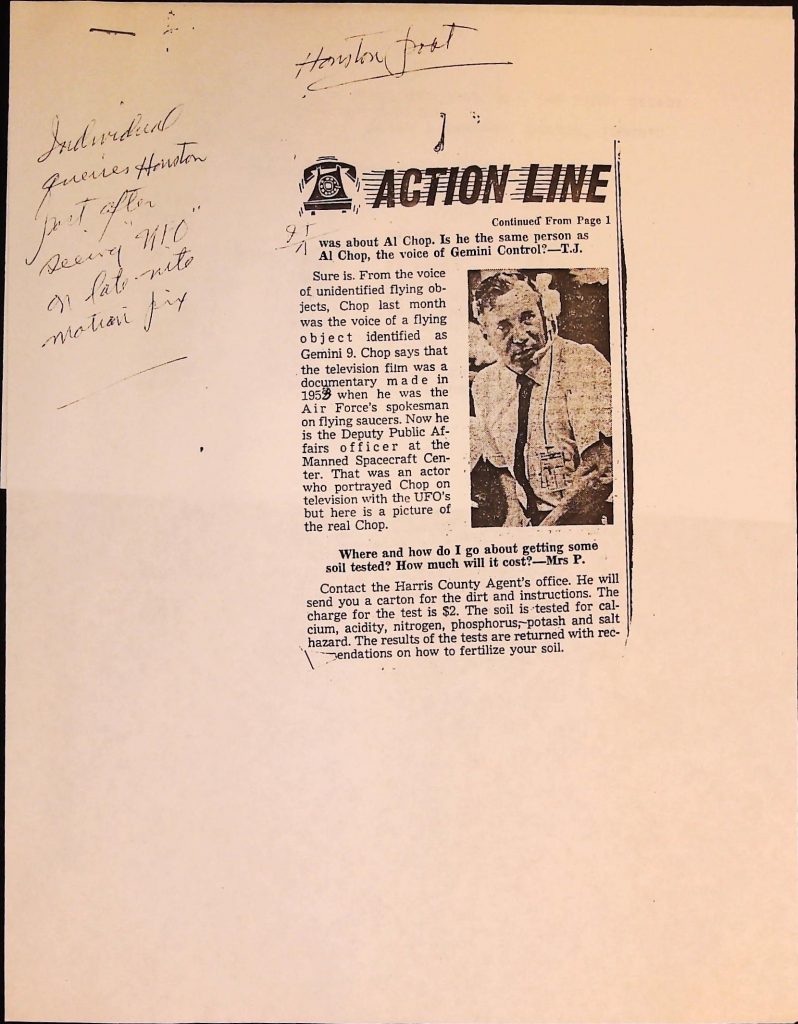 Houston Post
Individual
queries Houston
post after
seeing "UFO"
on late-nite
motion pix
ACTION LINE
Continued From Page 1
was about Al Chop. Is he the same person as
Al Chop, the voice of Gemini Control?—T.J.
Sure is. From the voice
of unidentified flying ob-
jects, Chop last month
was the voice of a flying
object identified as
Gemini 9. Chop says that
the television film was a
documentary made in
195 when he was the
Air Force's spokesman
on flying saucers. Now he
is the Deputy Public Af-
fairs officer at the
Manned Spacecraft Cen-
ter. That was an actor
who portrayed Chop on
television with the UFO's
but here is a picture of
the real Chop.
Where and how do I go about getting some
soil tested? How much will it cost?—Mrs P.
Contact the Harris County Agent's office. He will
send you a carton for the dirt and instructions. The
charge for the test is $2. The soil is tested for cal-
cium, acidity, nitrogen, phosphorus, potash and salt
hazard. The results of the tests are returned with rec-
endations on how to fertilize your soil.